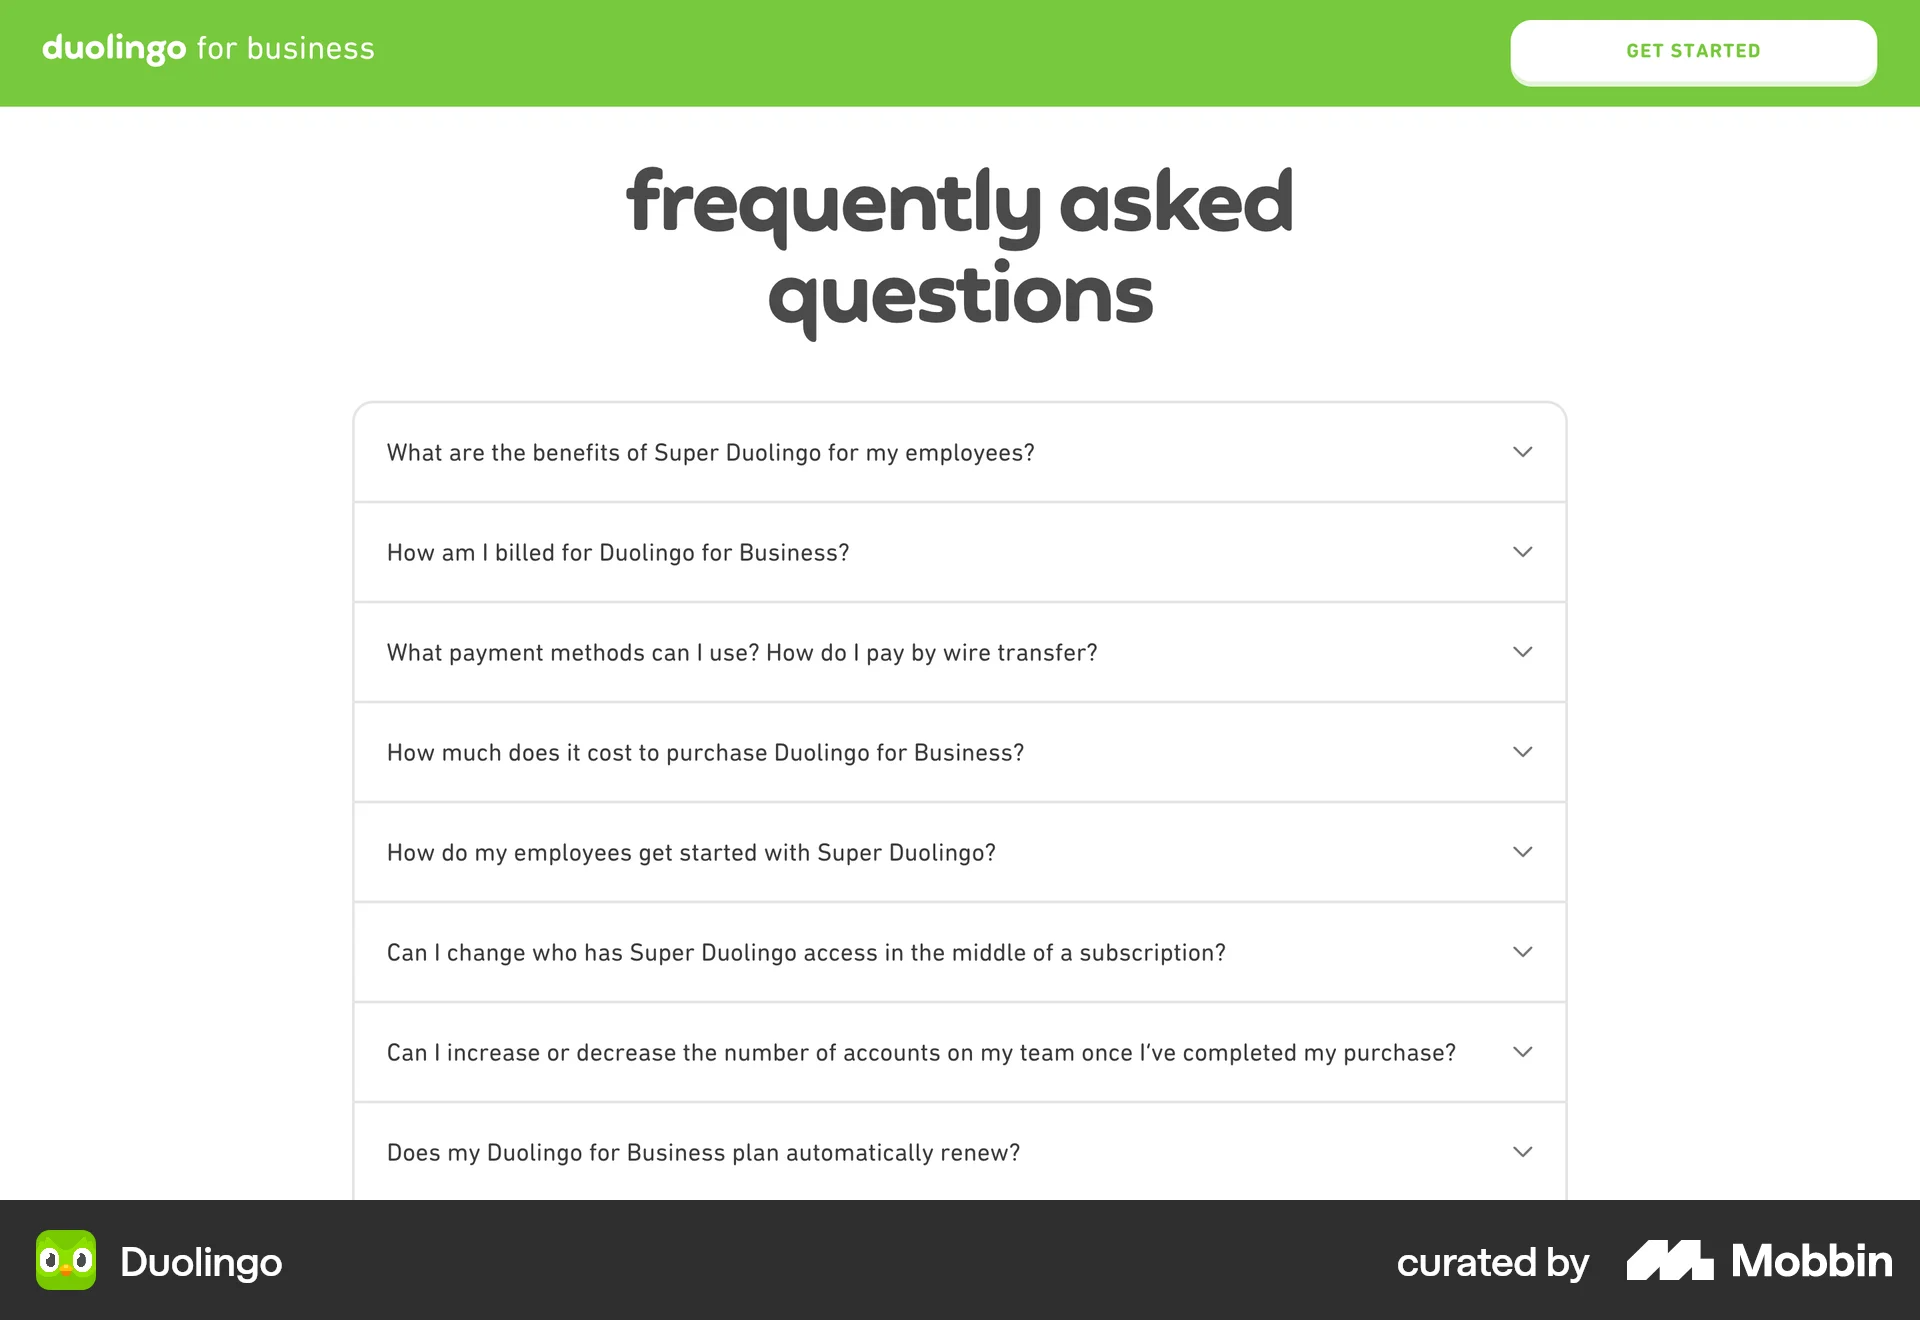 duolingo for business
GET STARTED
frequently asked
questions
What are the benefits of Super Duolingo for my employees?
How am I billed for Duolingo for Business?
What payment methods can I use? How do I pay by wire transfer?
How much does it cost to purchase Duolingo for Business?
How do my employees get started with Super Duolingo?
Can I change who has Super Duolingo access in the middle of a subscription?
Can I increase or decrease the number of accounts on my team once I’ve completed my purchase?
Does my Duolingo for Business plan automatically renew?
Duolingo
curated by Mobbin